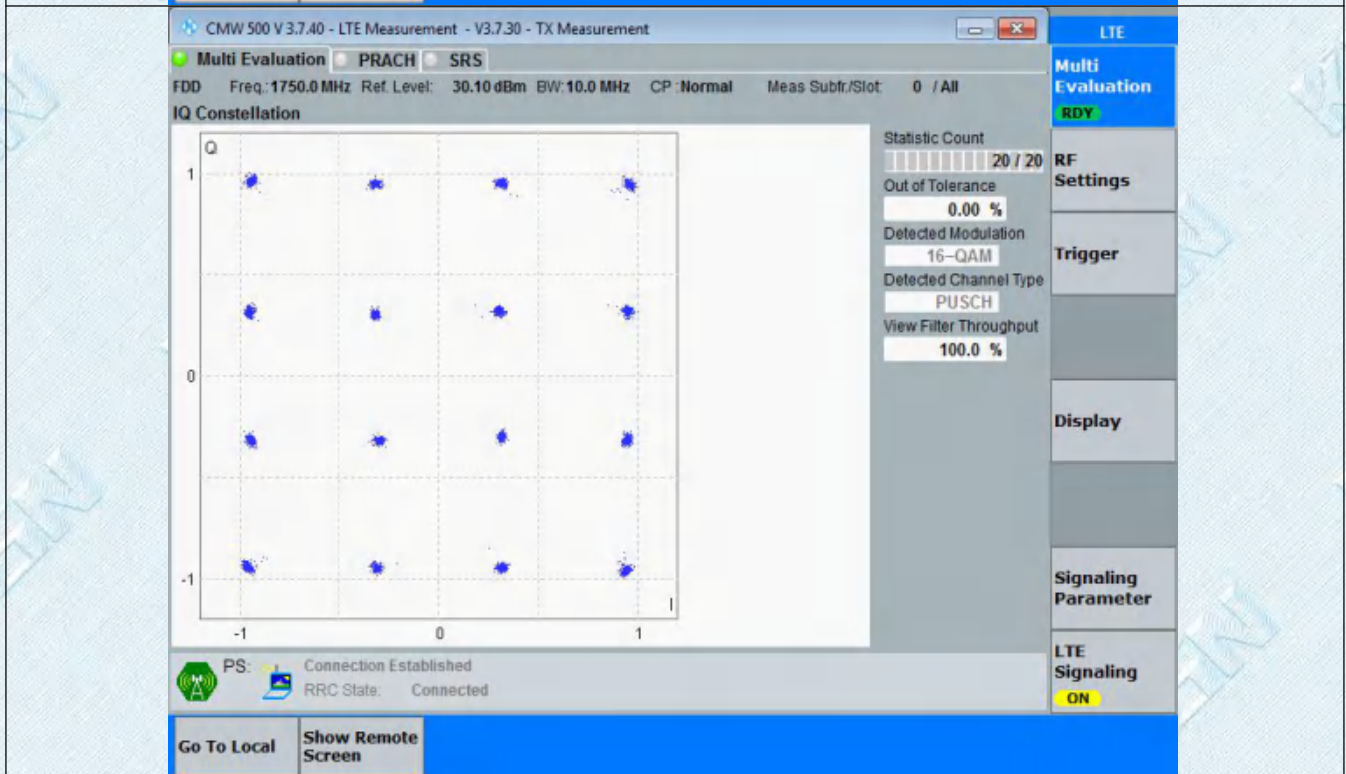 CMW 500 V 3.7.40 - LTE Measurement - V3.7.30 - TX Measurement
LTE
Multi Evaluation PRACH SRS
FDD Freq.: 1750.0 MHz Ref. Level: 30.10 dBm BW: 10.0 MHz CP : Normal Meas Subfr./Slot: 0 / All
IQ Constellation
Multi
Evaluation
RDY
Q
1
0
-1
-1 0 1
I
Statistic Count
20 / 20
Out of Tolerance
0.00 %
Detected Modulation
16-QAM
Detected Channel Type
PUSCH
View Filter Throughput
100.0 %
RF
Settings
Trigger
Display
Signaling
Parameter
LTE
Signaling
ON
PS: Connection Established
RRC State: Connected
Go To Local
Show Remote
Screen